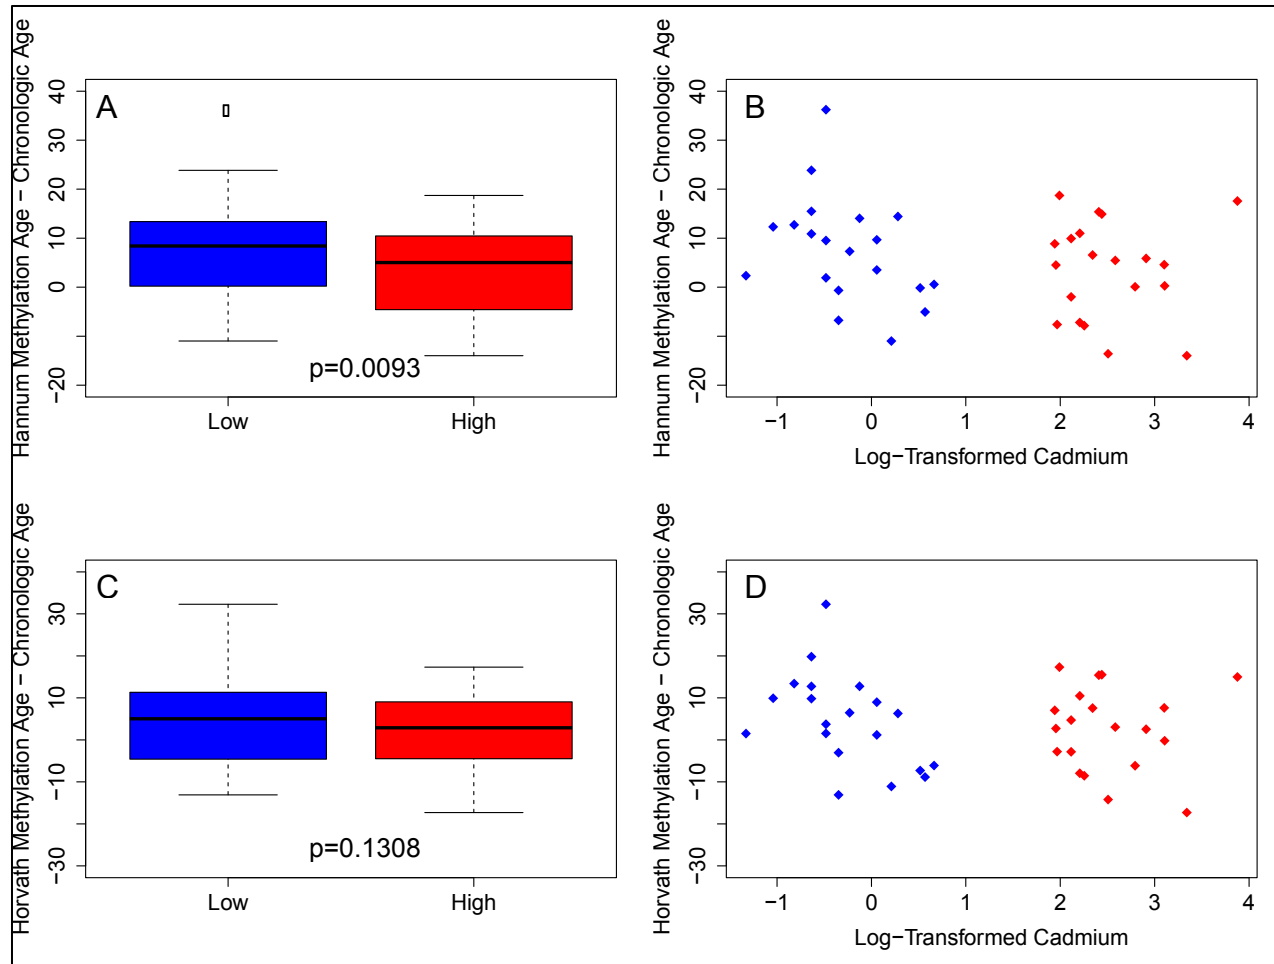 Hannum Methylation Age − Chronologic Age
40
30
20
10
0
−20
A
p=0.0093
Low
High
Hannum Methylation Age − Chronologic Age
40
30
20
10
0
−20
B
−1
0
1
2
3
4
Log−Transformed Cadmium
Horvath Methylation Age − Chronologic Age
30
10
−10
−30
C
p=0.1308
Low
High
Horvath Methylation Age − Chronologic Age
30
10
−10
−30
D
−1
0
1
2
3
4
Log−Transformed Cadmium